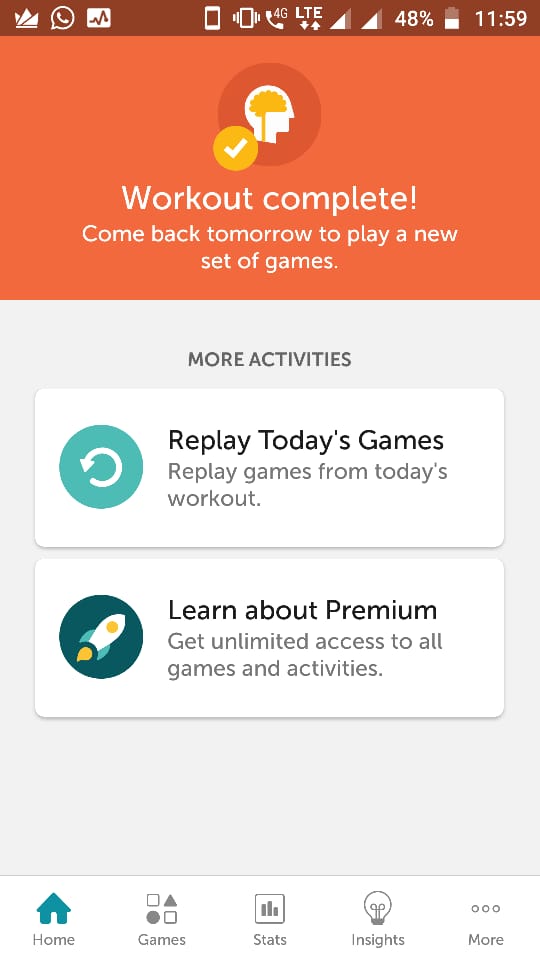 4G LTE 48% 11:59
Workout complete!
Come back tomorrow to play a new
set of games.
MORE ACTIVITIES
Replay Today's Games
Replay games from today's
workout.
Learn about Premium
Get unlimited access to all
games and activities.
Home Games Stats Insights More